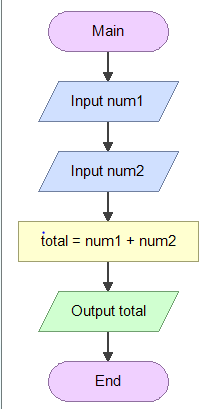 Main
Input num1
Input num2
total = num1 + num2
Output total
End